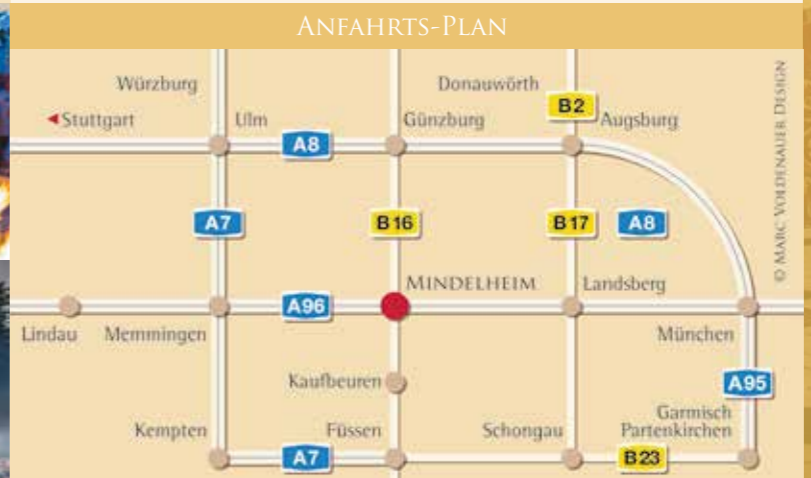 ANFAHRTS-PLAN
Würzburg
Donauwörth
Stuttgart
Ulm
Günzburg
B2
Augsburg
A8
A7
B16
B17
A8
MINDELHEIM
Landsberg
A96
Lindau
Memmingen
München
Kaufbeuren
A95
Kempten
Füssen
Schongau
Garmisch
Partenkirchen
A7
B23
© MARC VOLDENAUER DESIGN